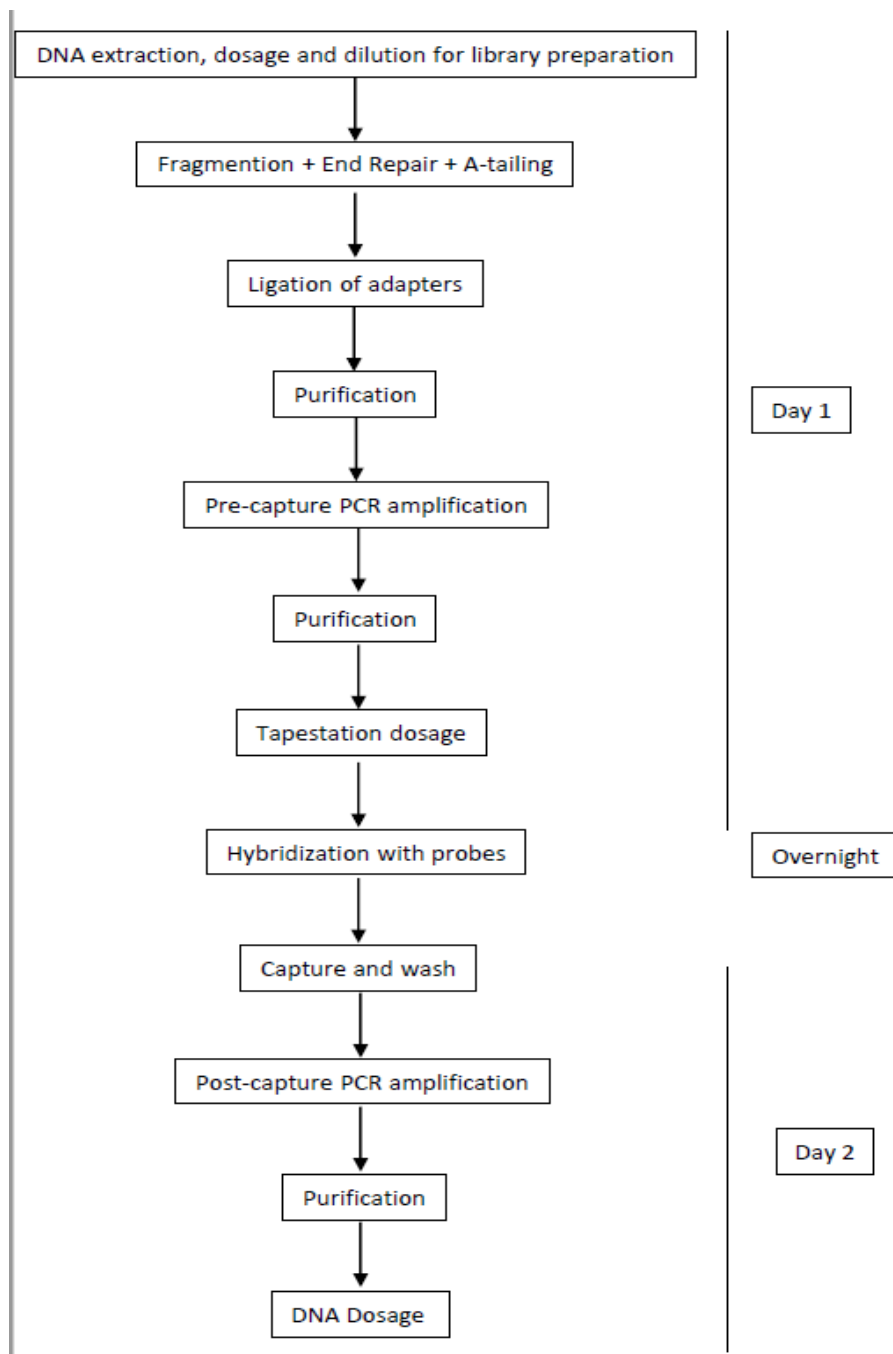 DNA extraction, dosage and dilution for library preparation
Fragmention + End Repair + A-tailing
Ligation of adapters
Purification
Day 1
Pre-capture PCR amplification
Purification
Tapestation dosage
Hybridization with probes
Overnight
Capture and wash
Post-capture PCR amplification
Day 2
Purification
DNA Dosage